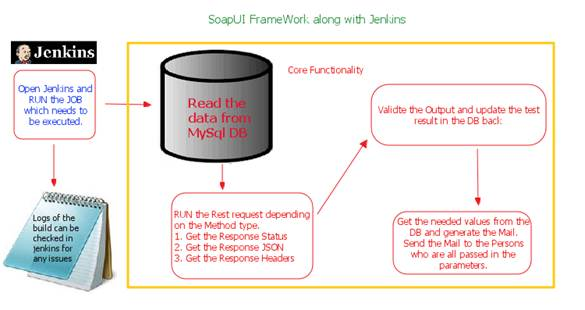 SoapUI FrameWork along with Jenkins
Jenkins
Open Jenkins and
RUN the JOB
which needs to
be executed.
Logs of the
build can be
checked in
jenkins for
any issues
Core Functionality
Read the
data from
MySql DB
RUN the Rest request depending
on the Method type.
1. Get the Response Status
2. Get the Response JSON
3. Get the Response Headers
Validte the Output and update the test
result in the DB back:
Get the needed values from the
DB and generate the Mail.
Send the Mail to the Persons
who are all passed in the
parameters.